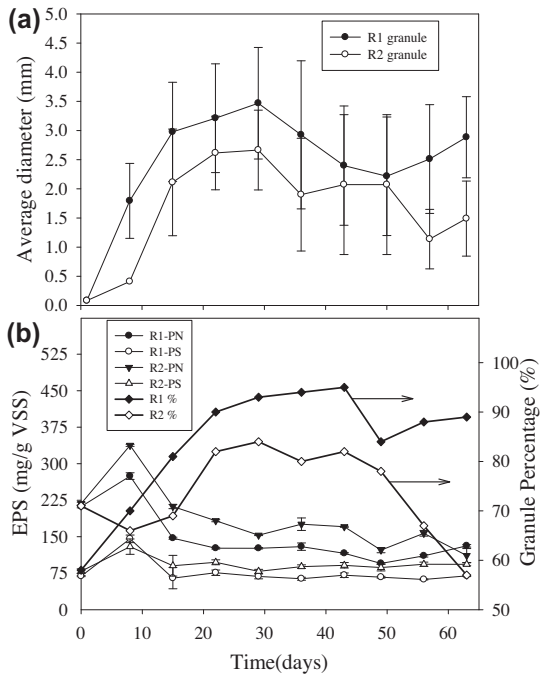 (a)
5.0
4.5
4.0
3.5
3.0
2.5
2.0
1.5
1.0
0.5
0.0
Average diameter (mm)
R1 granule
R2 granule
(b)
R1-PN
R1-PS
R2-PN
R2-PS
R1 %
R2 %
525
450
375
300
225
150
75
0
EPS (mg/g VSS)
100
90
80
70
60
50
Granule Percentage (%)
0 10 20 30 40 50 60
Time(days)